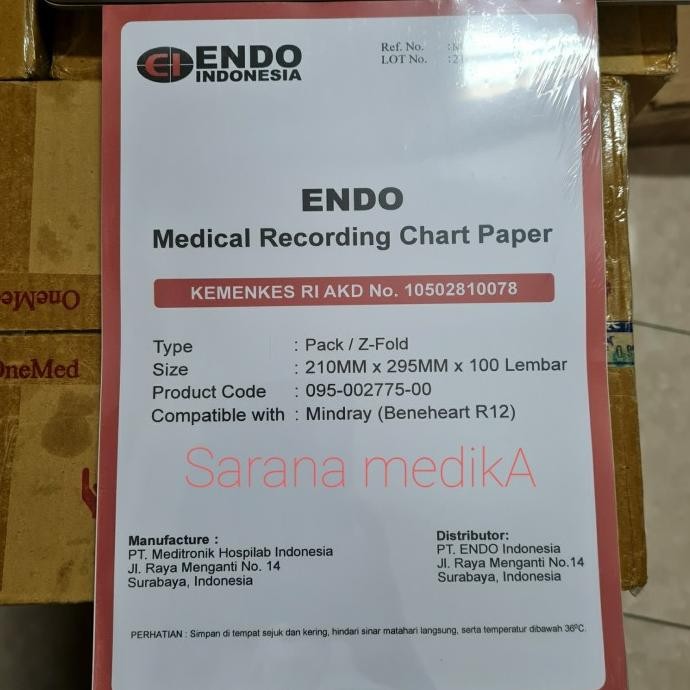 EI ENDO
INDONESIA
Ref. No. :
LOT No. :
ENDO
Medical Recording Chart Paper
KEMENKES RI AKD No. 10502810078
Type : Pack / Z-Fold
Size : 210MM x 295MM x 100 Lembar
Product Code : 095-002775-00
Compatible with : Mindray (Beneheart R12)
Sarana medikA
Manufacture :
PT. Meditronik Hospilab Indonesia
Jl. Raya Menganti No. 14
Surabaya, Indonesia
Distributor:
PT. ENDO Indonesia
Jl. Raya Menganti No.14
Surabaya, Indonesia
PERHATIAN : Simpan di tempat sejuk dan kering, hindari sinar matahari langsung, serta temperatur dibawah 36ºC.
OneMed